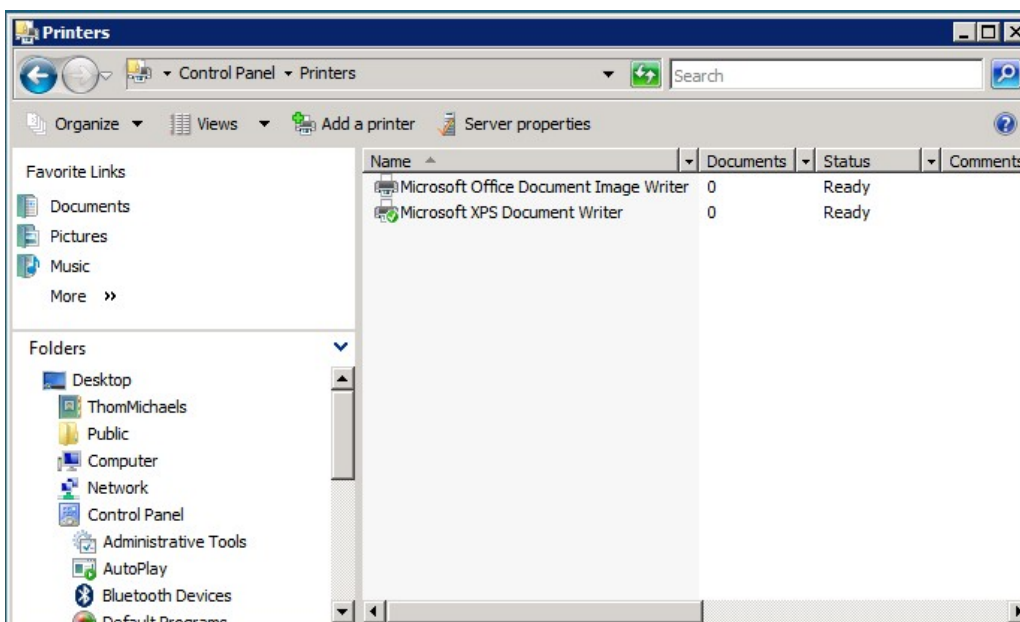 Printers
Control Panel Printers
Search
Organize Views Add a printer Server properties
Favorite Links
Documents
Pictures
Music
More »
Folders
Desktop
ThomMichaels
Public
Computer
Network
Control Panel
Administrative Tools
AutoPlay
Bluetooth Devices
Default Programs
Name Documents Status Comments
Microsoft Office Document Image Writer 0 Ready
Microsoft XPS Document Writer 0 Ready